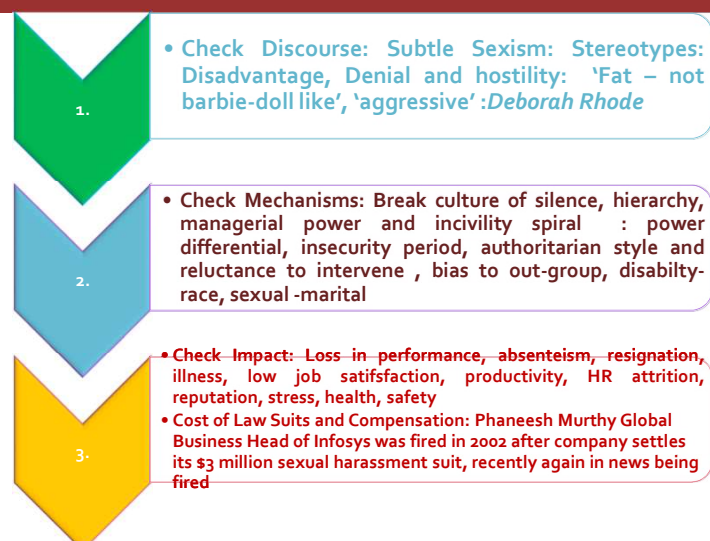 1.
• Check Discourse: Subtle Sexism: Stereotypes:
Disadvantage, Denial and hostility: ‘Fat – not
barbie-doll like’, ‘aggressive’ :Deborah Rhode
2.
• Check Mechanisms: Break culture of silence, hierarchy,
managerial power and incivility spiral : power
differential, insecurity period, authoritarian style and
reluctance to intervene , bias to out-group, disabilty-
race, sexual -marital
3.
• Check Impact: Loss in performance, absenteism, resignation,
illness, low job satifsfaction, productivity, HR attrition,
reputation, stress, health, safety
• Cost of Law Suits and Compensation: Phaneesh Murthy Global
Business Head of Infosys was fired in 2002 after company settles
its $3 million sexual harassment suit, recently again in news being
fired